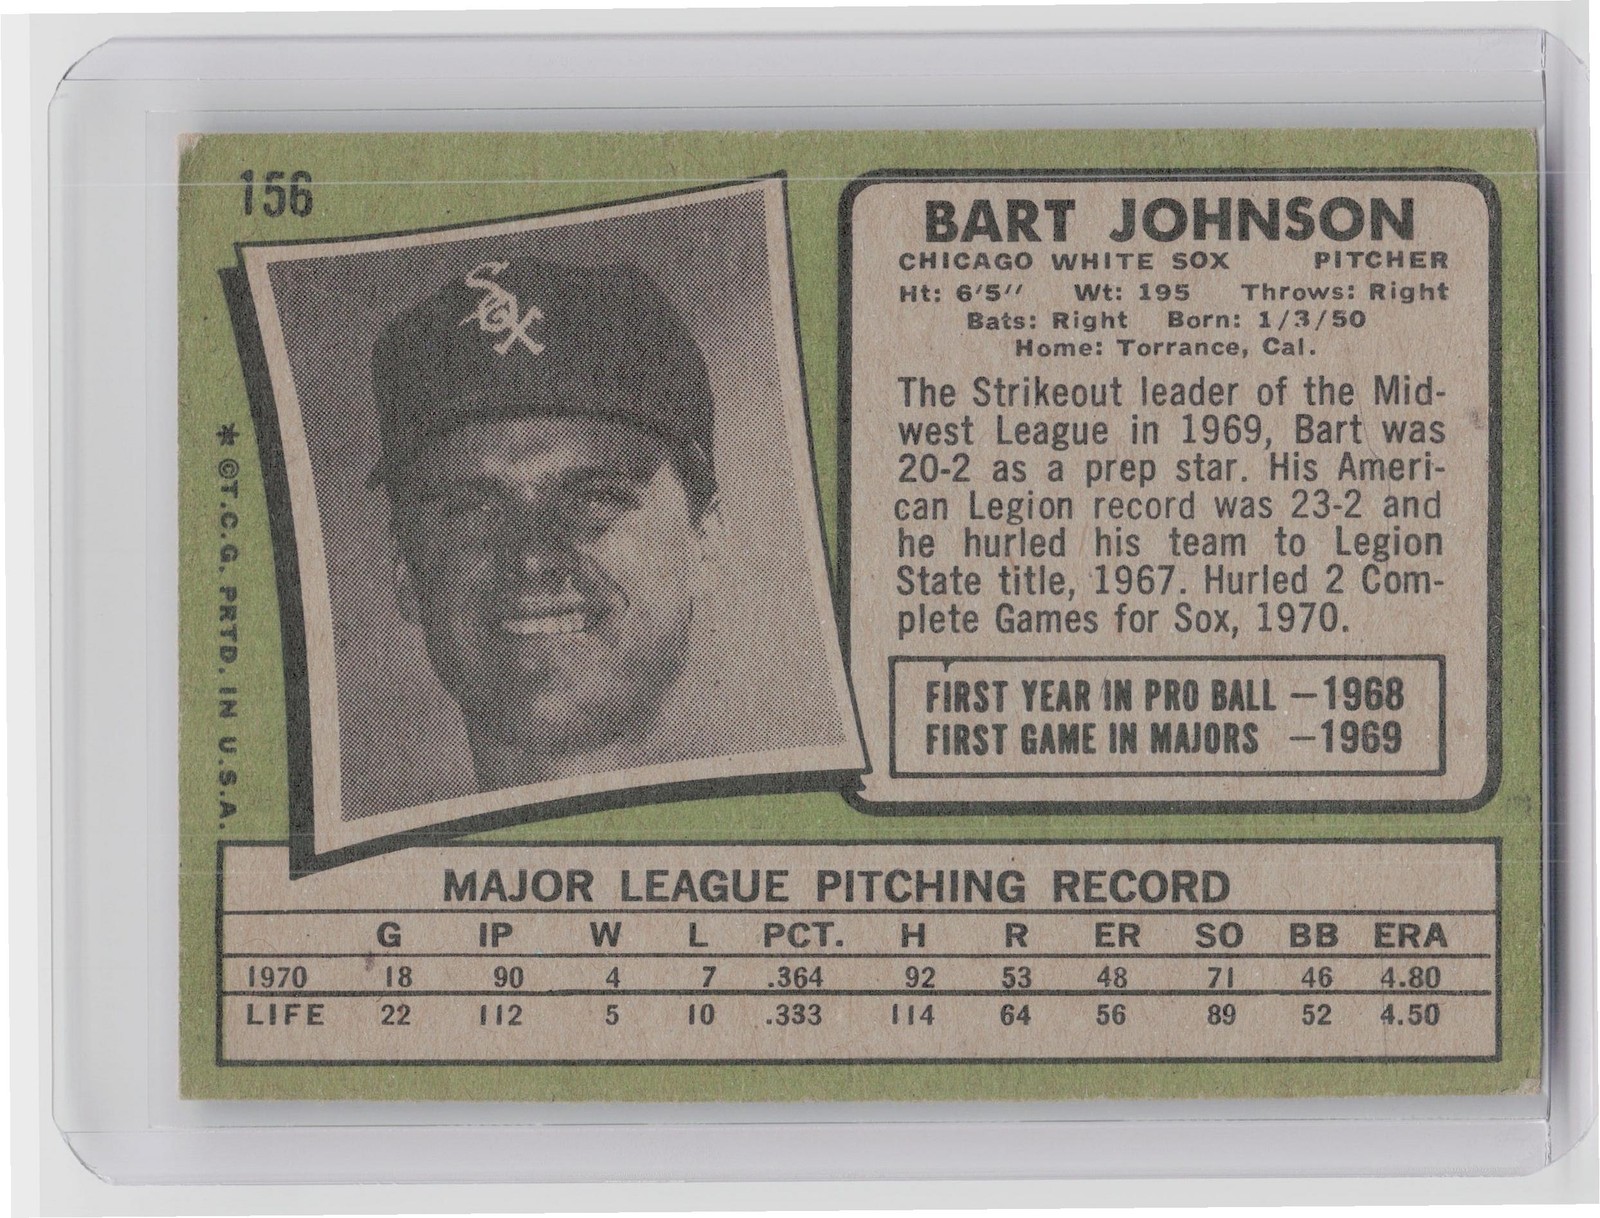 156
SOX
* ©T.C.G. PRTD. IN U.S.A.
BART JOHNSON
CHICAGO WHITE SOX PITCHER
Ht: 6'5" Wt: 195 Throws: Right
Bats: Right Born: 1/3/50
Home: Torrance, Cal.
The Strikeout leader of the Mid-
west League in 1969, Bart was
20-2 as a prep star. His Ameri-
can Legion record was 23-2 and
he hurled his team to Legion
State title, 1967. Hurled 2 Com-
plete Games for Sox, 1970.
FIRST YEAR IN PRO BALL —1968
FIRST GAME IN MAJORS —1969
MAJOR LEAGUE PITCHING RECORD
G IP W L PCT. H R ER SO BB ERA
1970 18 90 4 7 .364 92 53 48 71 46 4.80
LIFE 22 112 5 10 .333 114 64 56 89 52 4.50